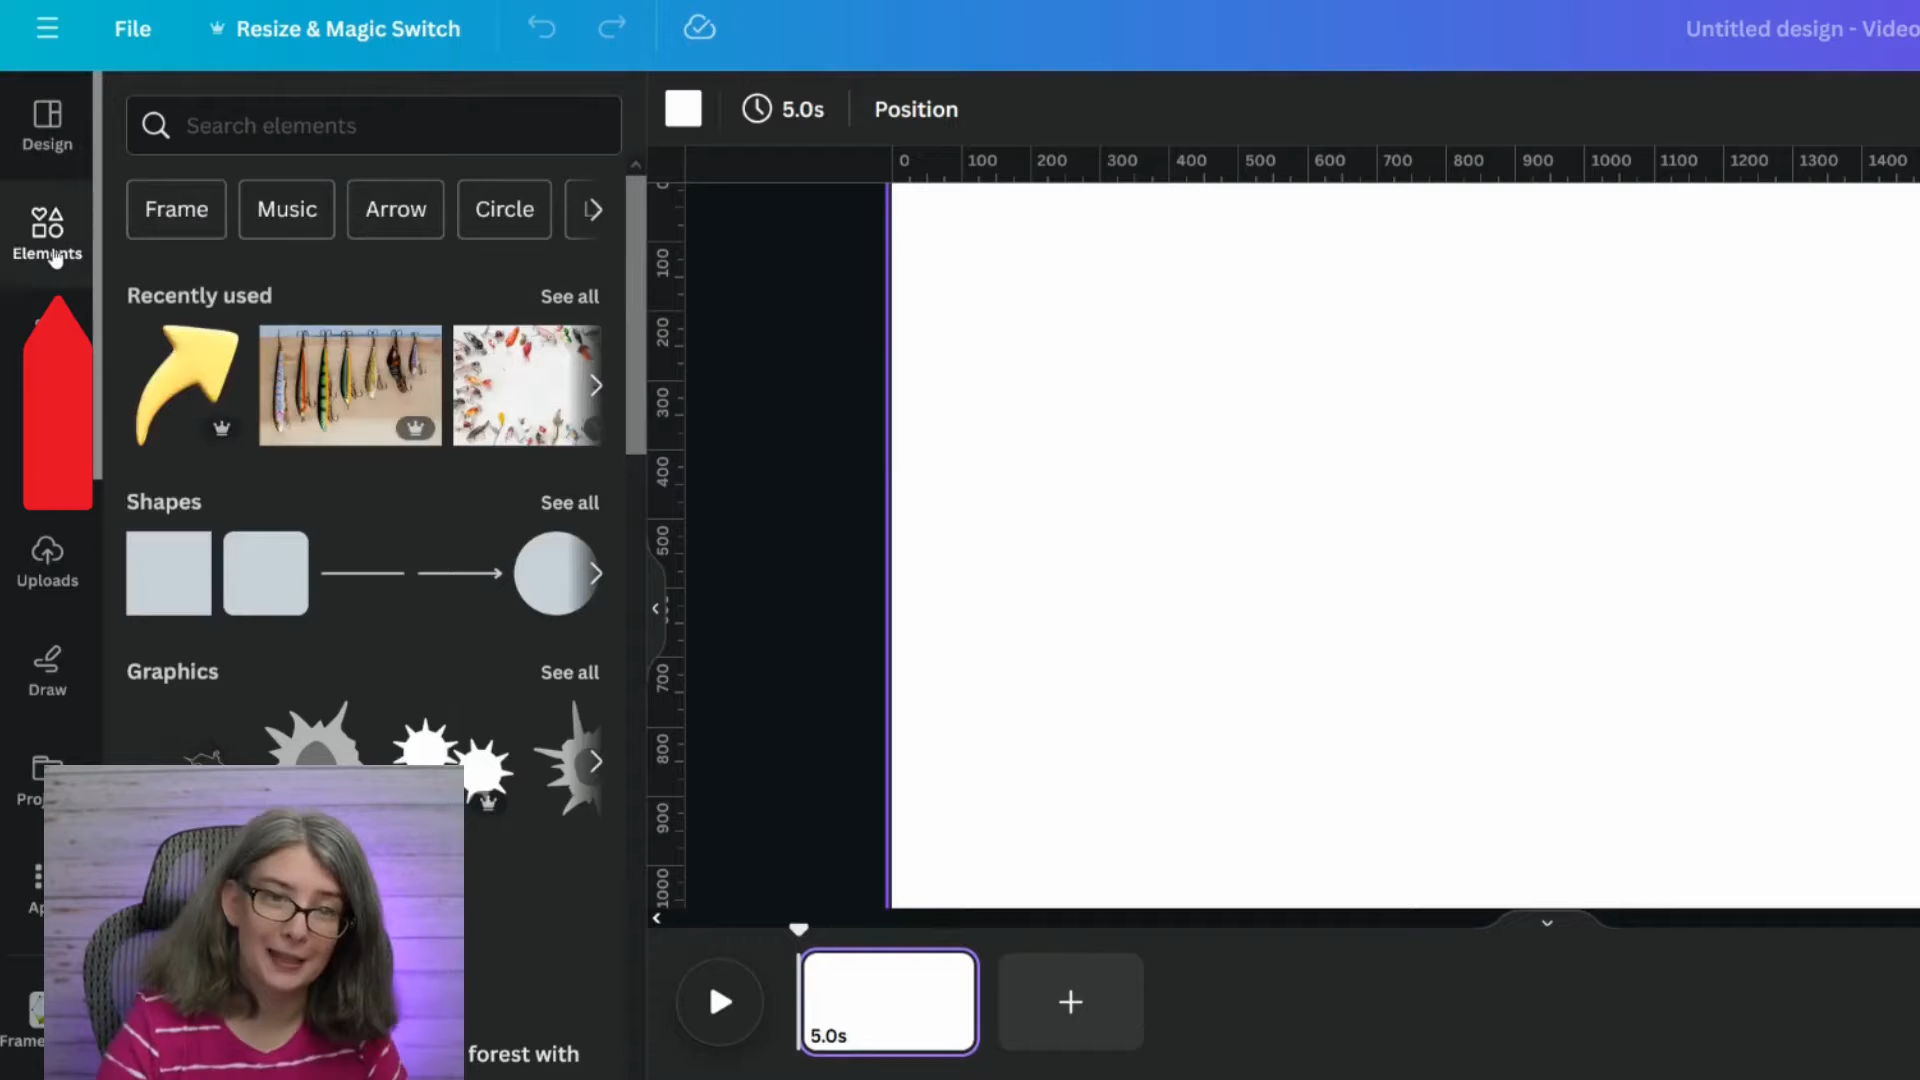 File
Resize & Magic Switch
Untitled design - Video
Design
Search elements
5.0s
Position
0 100 200 300 400 500 600 700 800 900 1000 1100 1200 1300 1400
Frame
Music
Arrow
Circle
Elements
Recently used
See all
100
200
300
400
500
700
800
900
1000
Shapes
See all
Uploads
Graphics
See all
Draw
5.0s
forest with